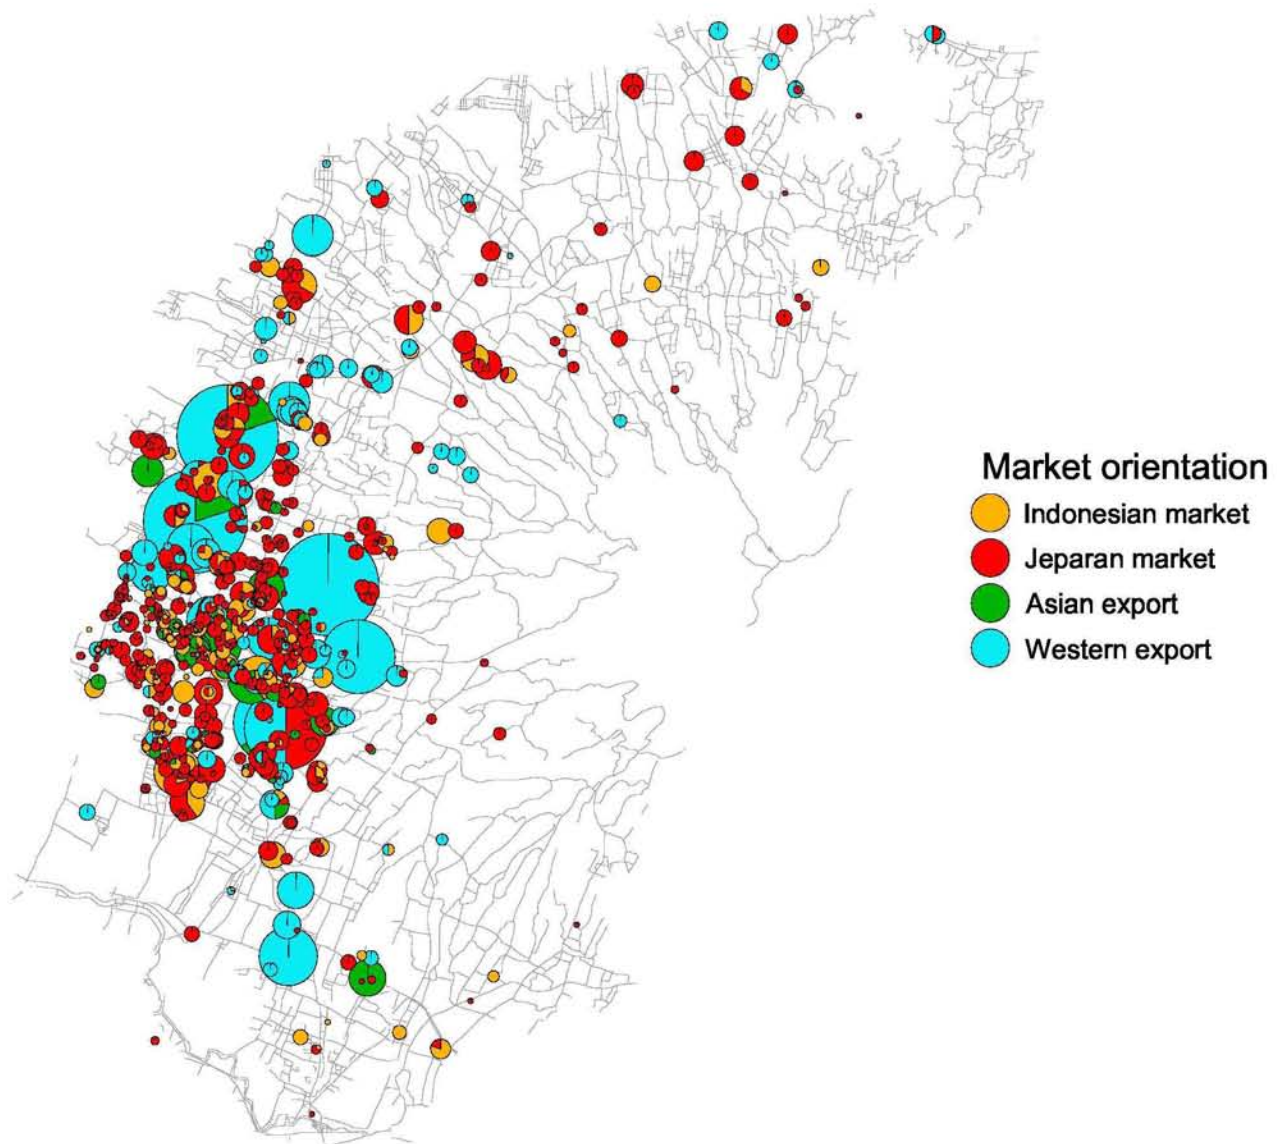 Market orientation
Indonesian market
Jeparan market
Asian export
Western export